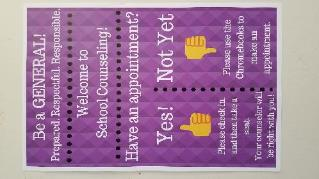 Be a GENERAL!
Prepared. Respectful. Responsible.
Welcome to
School Counseling!
Have an appointment?
Yes!
Please check in
and then take a
seat.
Your counselor will
be right with you!
Not Yet
Please use the
Chromebooks to
make an
appointment.